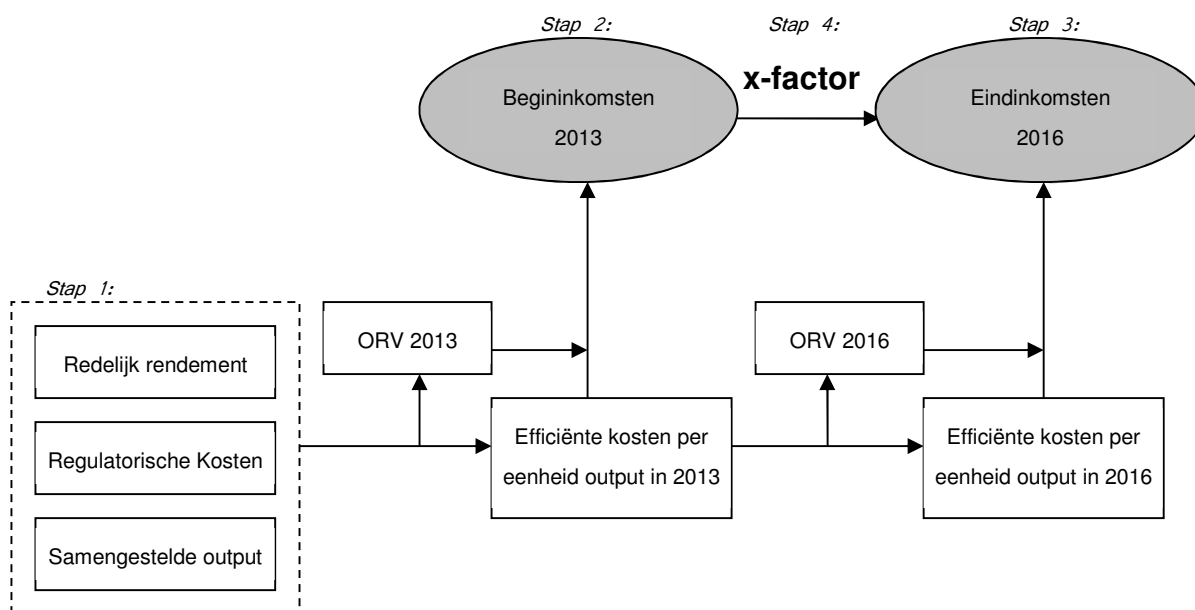 Stap 2:
Stap 4:
Stap 3:
Begininkomsten
2013
x-factor
Eindinkomsten
2016
Stap 1:
Redelijk rendement
Regulatorische Kosten
Samengestelde output
ORV 2013
Efficiënte kosten per
eenheid output in 2013
ORV 2016
Efficiënte kosten per
eenheid output in 2016